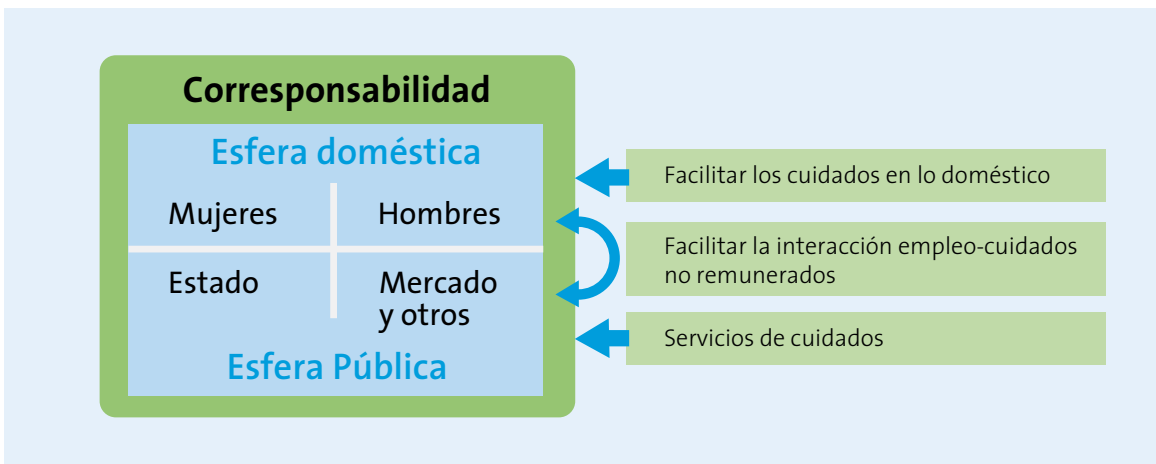 Corresponsabilidad
Esfera doméstica
Mujeres
Hombres
Estado
Mercado
y otros
Esfera Pública
Facilitar los cuidados en lo doméstico
Facilitar la interacción empleo-cuidados
no remunerados
Servicios de cuidados